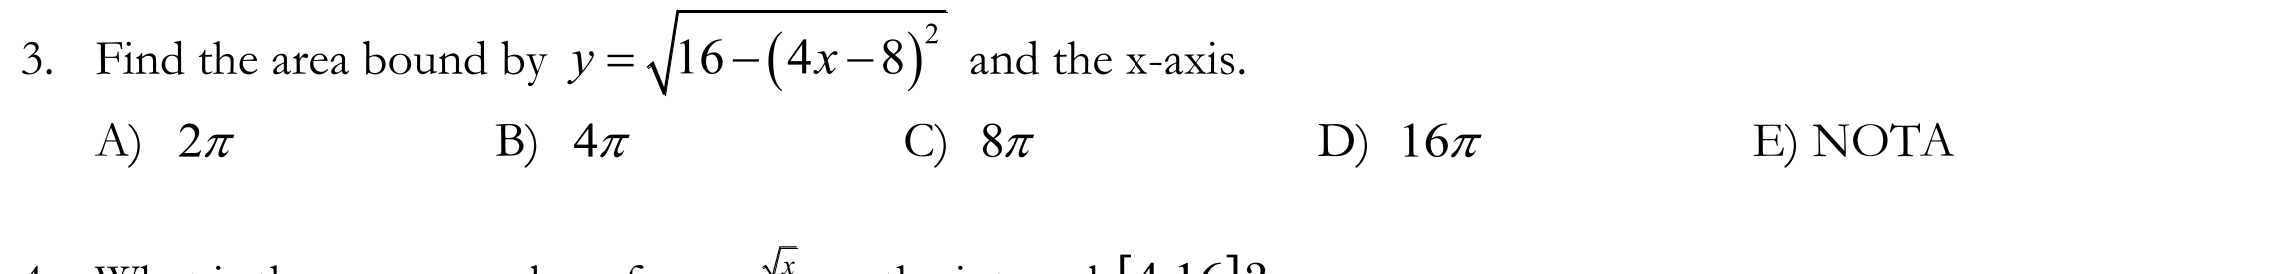 3. Find the area bound by y = √(16−(4x−8)²) and the x-axis.
A) 2π B) 4π C) 8π D) 16π E) NOTA